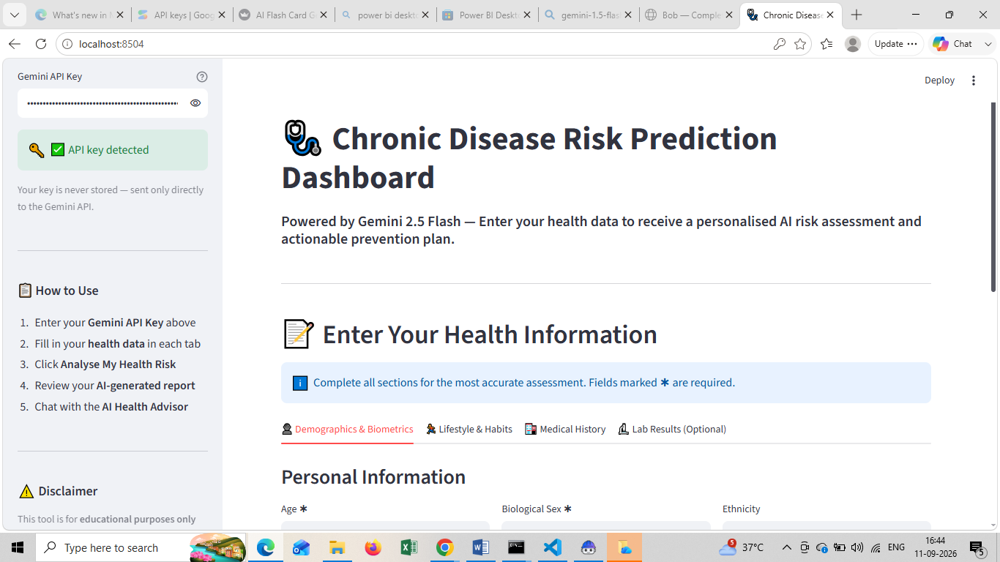 What's new in M
API keys | Goog
AI Flash Card G
power bi deskto
Power BI Deskto
gemini-1.5-flas
Bob — Comple
Chronic Disease
localhost:8504
Update
Chat
Gemini API Key
API key detected
Your key is never stored — sent only directly
to the Gemini API.
How to Use
1. Enter your Gemini API Key above
2. Fill in your health data in each tab
3. Click Analyse My Health Risk
4. Review your AI-generated report
5. Chat with the AI Health Advisor
Disclaimer
This tool is for educational purposes only
Deploy
Chronic Disease Risk Prediction
Dashboard
Powered by Gemini 2.5 Flash — Enter your health data to receive a personalised AI risk assessment and
actionable prevention plan.
Enter Your Health Information
Complete all sections for the most accurate assessment. Fields marked ✱ are required.
Demographics & Biometrics Lifestyle & Habits Medical History Lab Results (Optional)
Personal Information
Age ✱ Biological Sex ✱ Ethnicity
Type here to search
5
37°C
ENG
16:44
11-09-2026
5